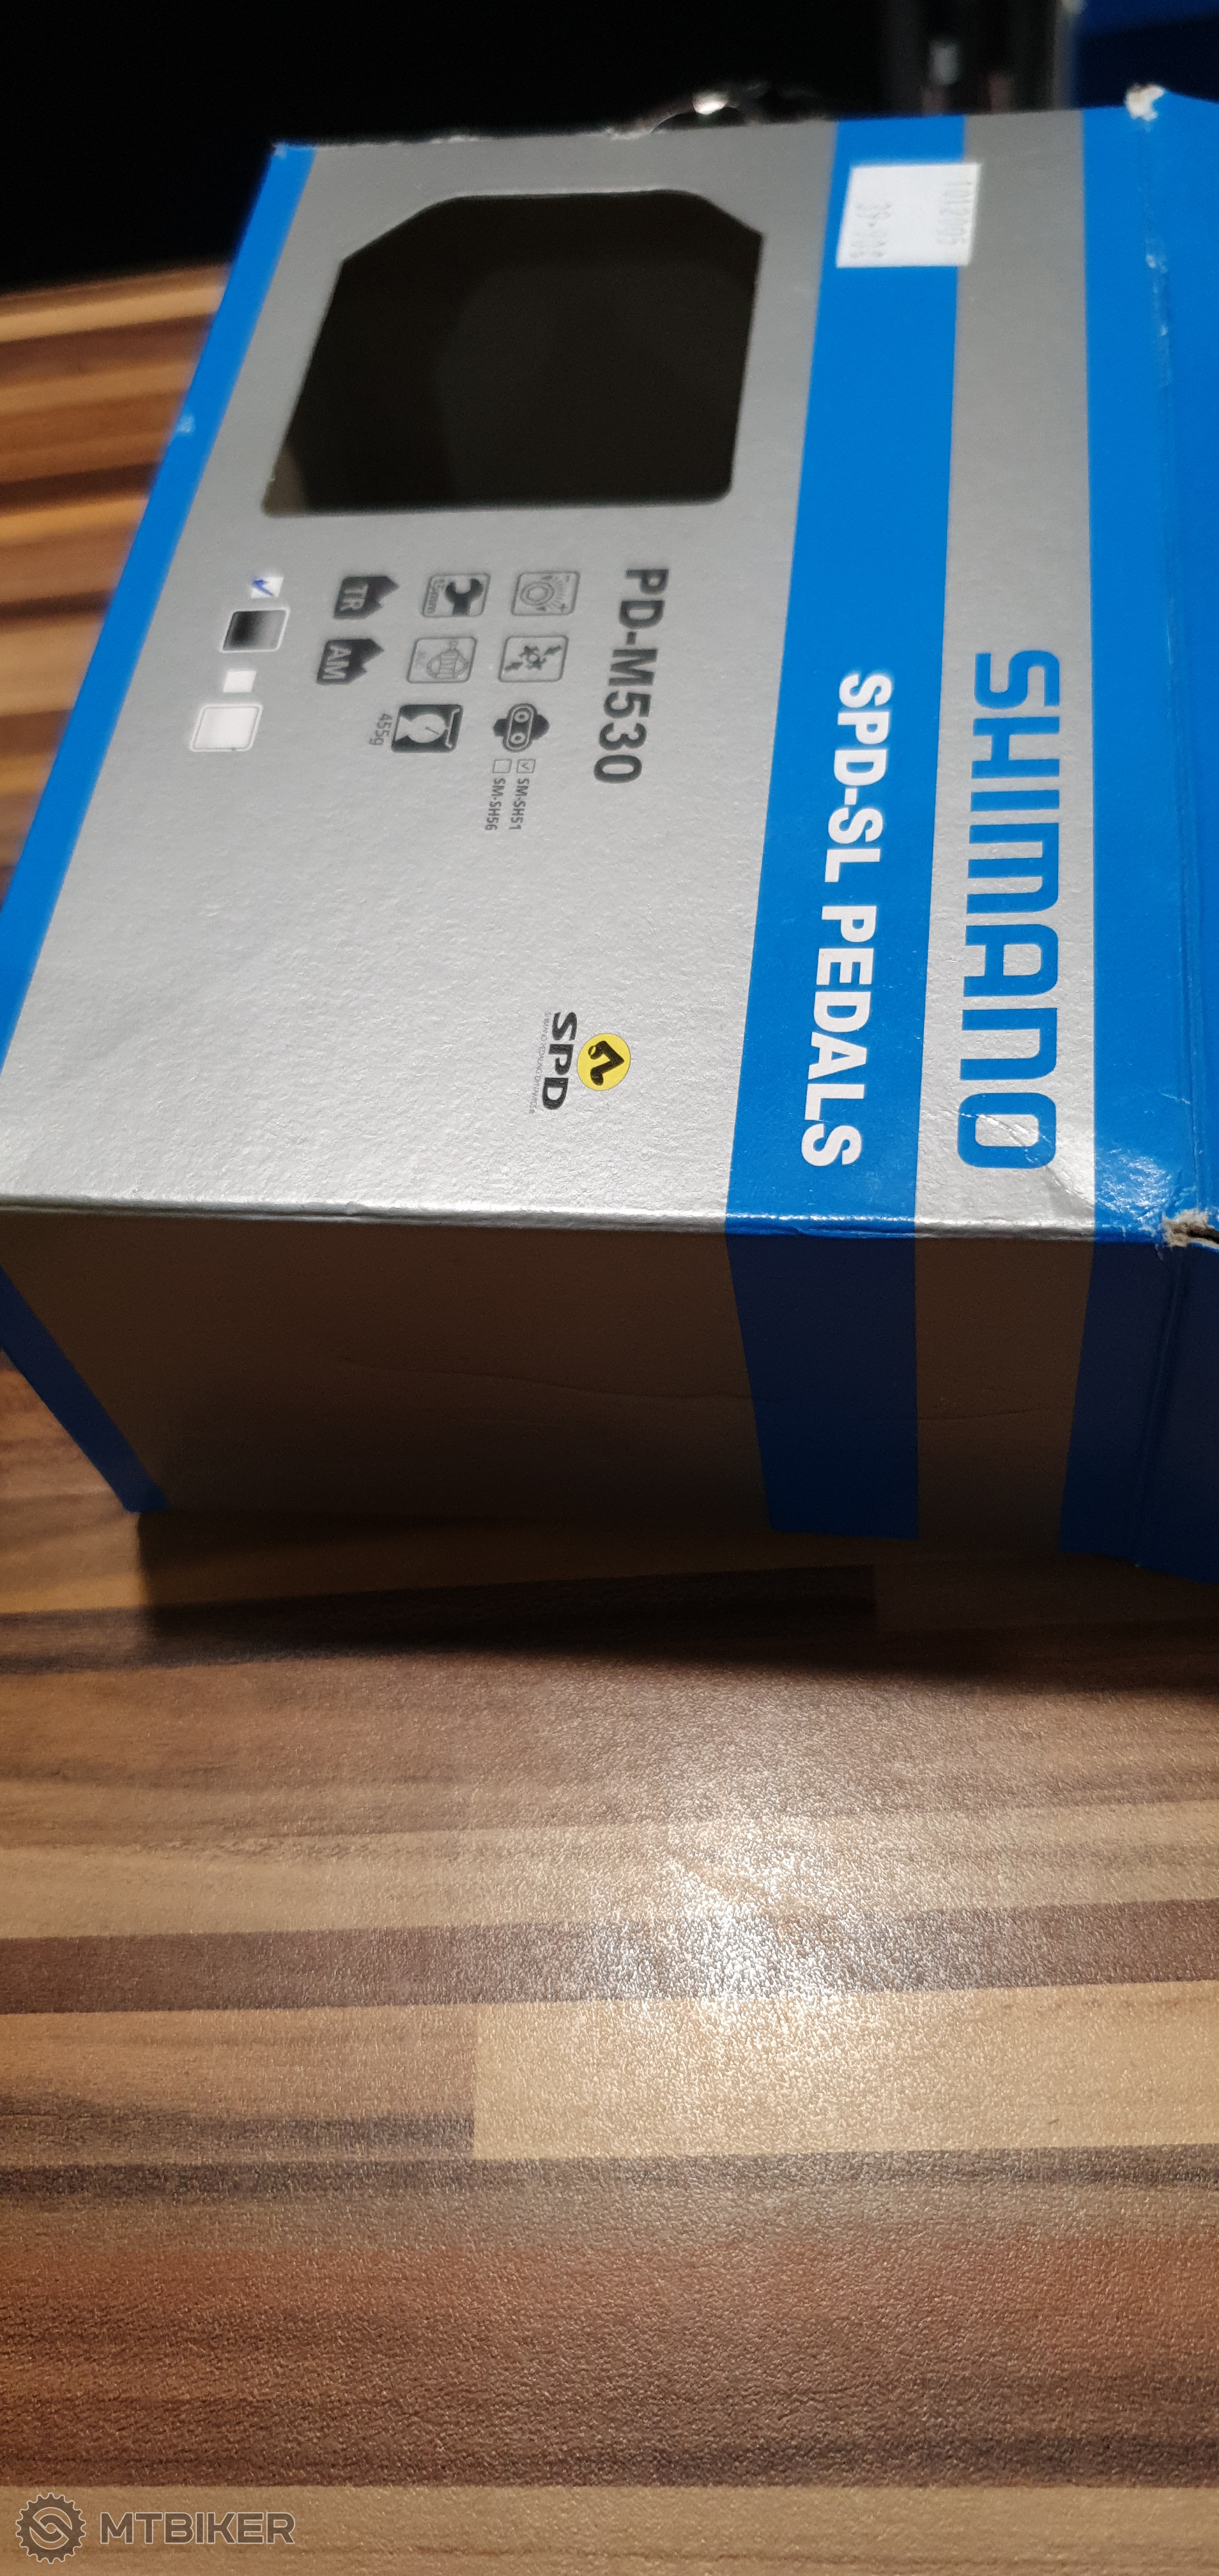 SHIMANO
SPD-SL PEDALS
PD-M530
SM-SH51
SM-SH56
455g
TR
AM
SPD
MTBIKER